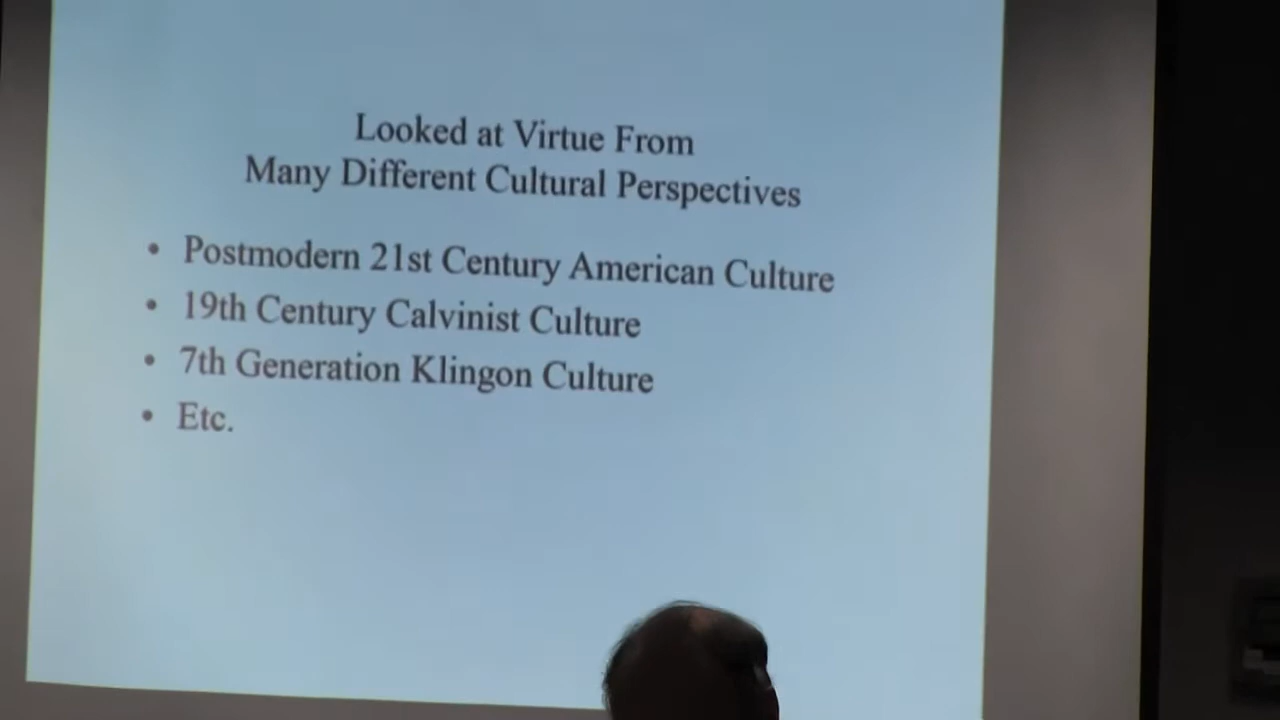 Looked at Virtue From
Many Different Cultural Perspectives
• Postmodern 21st Century American Culture
• 19th Century Calvinist Culture
• 7th Generation Klingon Culture
• Etc.